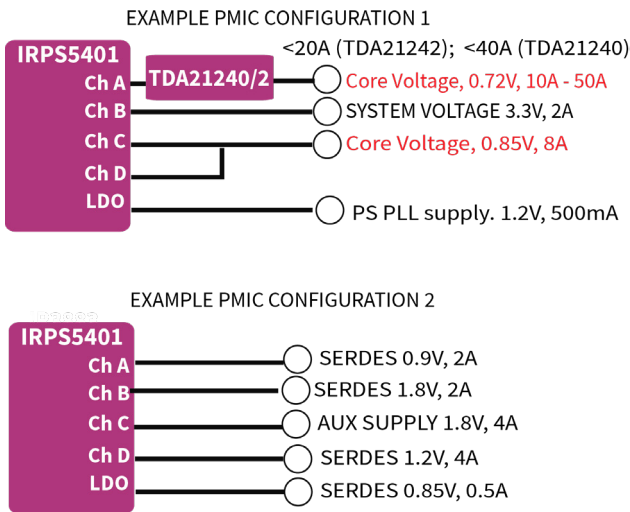 EXAMPLE PMIC CONFIGURATION 1
<20A (TDA21242); <40A (TDA21240)
IRPS5401
Ch A
TDA21240/2
Core Voltage, 0.72V, 10A - 50A
Ch B
SYSTEM VOLTAGE 3.3V, 2A
Ch C
Core Voltage, 0.85V, 8A
Ch D
LDO
PS PLL supply. 1.2V, 500mA
EXAMPLE PMIC CONFIGURATION 2
IRPS5401
Ch A
SERDES 0.9V, 2A
Ch B
SERDES 1.8V, 2A
Ch C
AUX SUPPLY 1.8V, 4A
Ch D
SERDES 1.2V, 4A
LDO
SERDES 0.85V, 0.5A